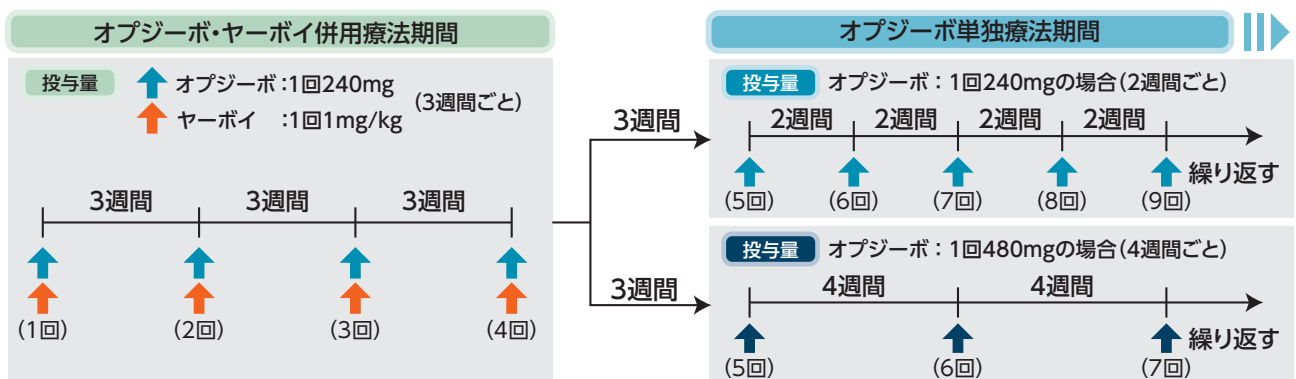 オプジーボ・ヤーボイ併用療法期間
投与量 オプジーボ:1回240mg
ヤーボイ :1回1mg/kg
(3週間ごと)
3週間 3週間 3週間
(1回) (2回) (3回) (4回)
3週間
3週間
オプジーボ単独療法期間
投与量 オプジーボ:1回240mgの場合(2週間ごと)
2週間 2週間 2週間 2週間
繰り返す
(5回) (6回) (7回) (8回) (9回)
投与量 オプジーボ:1回480mgの場合(4週間ごと)
4週間 4週間
繰り返す
(5回) (6回) (7回)